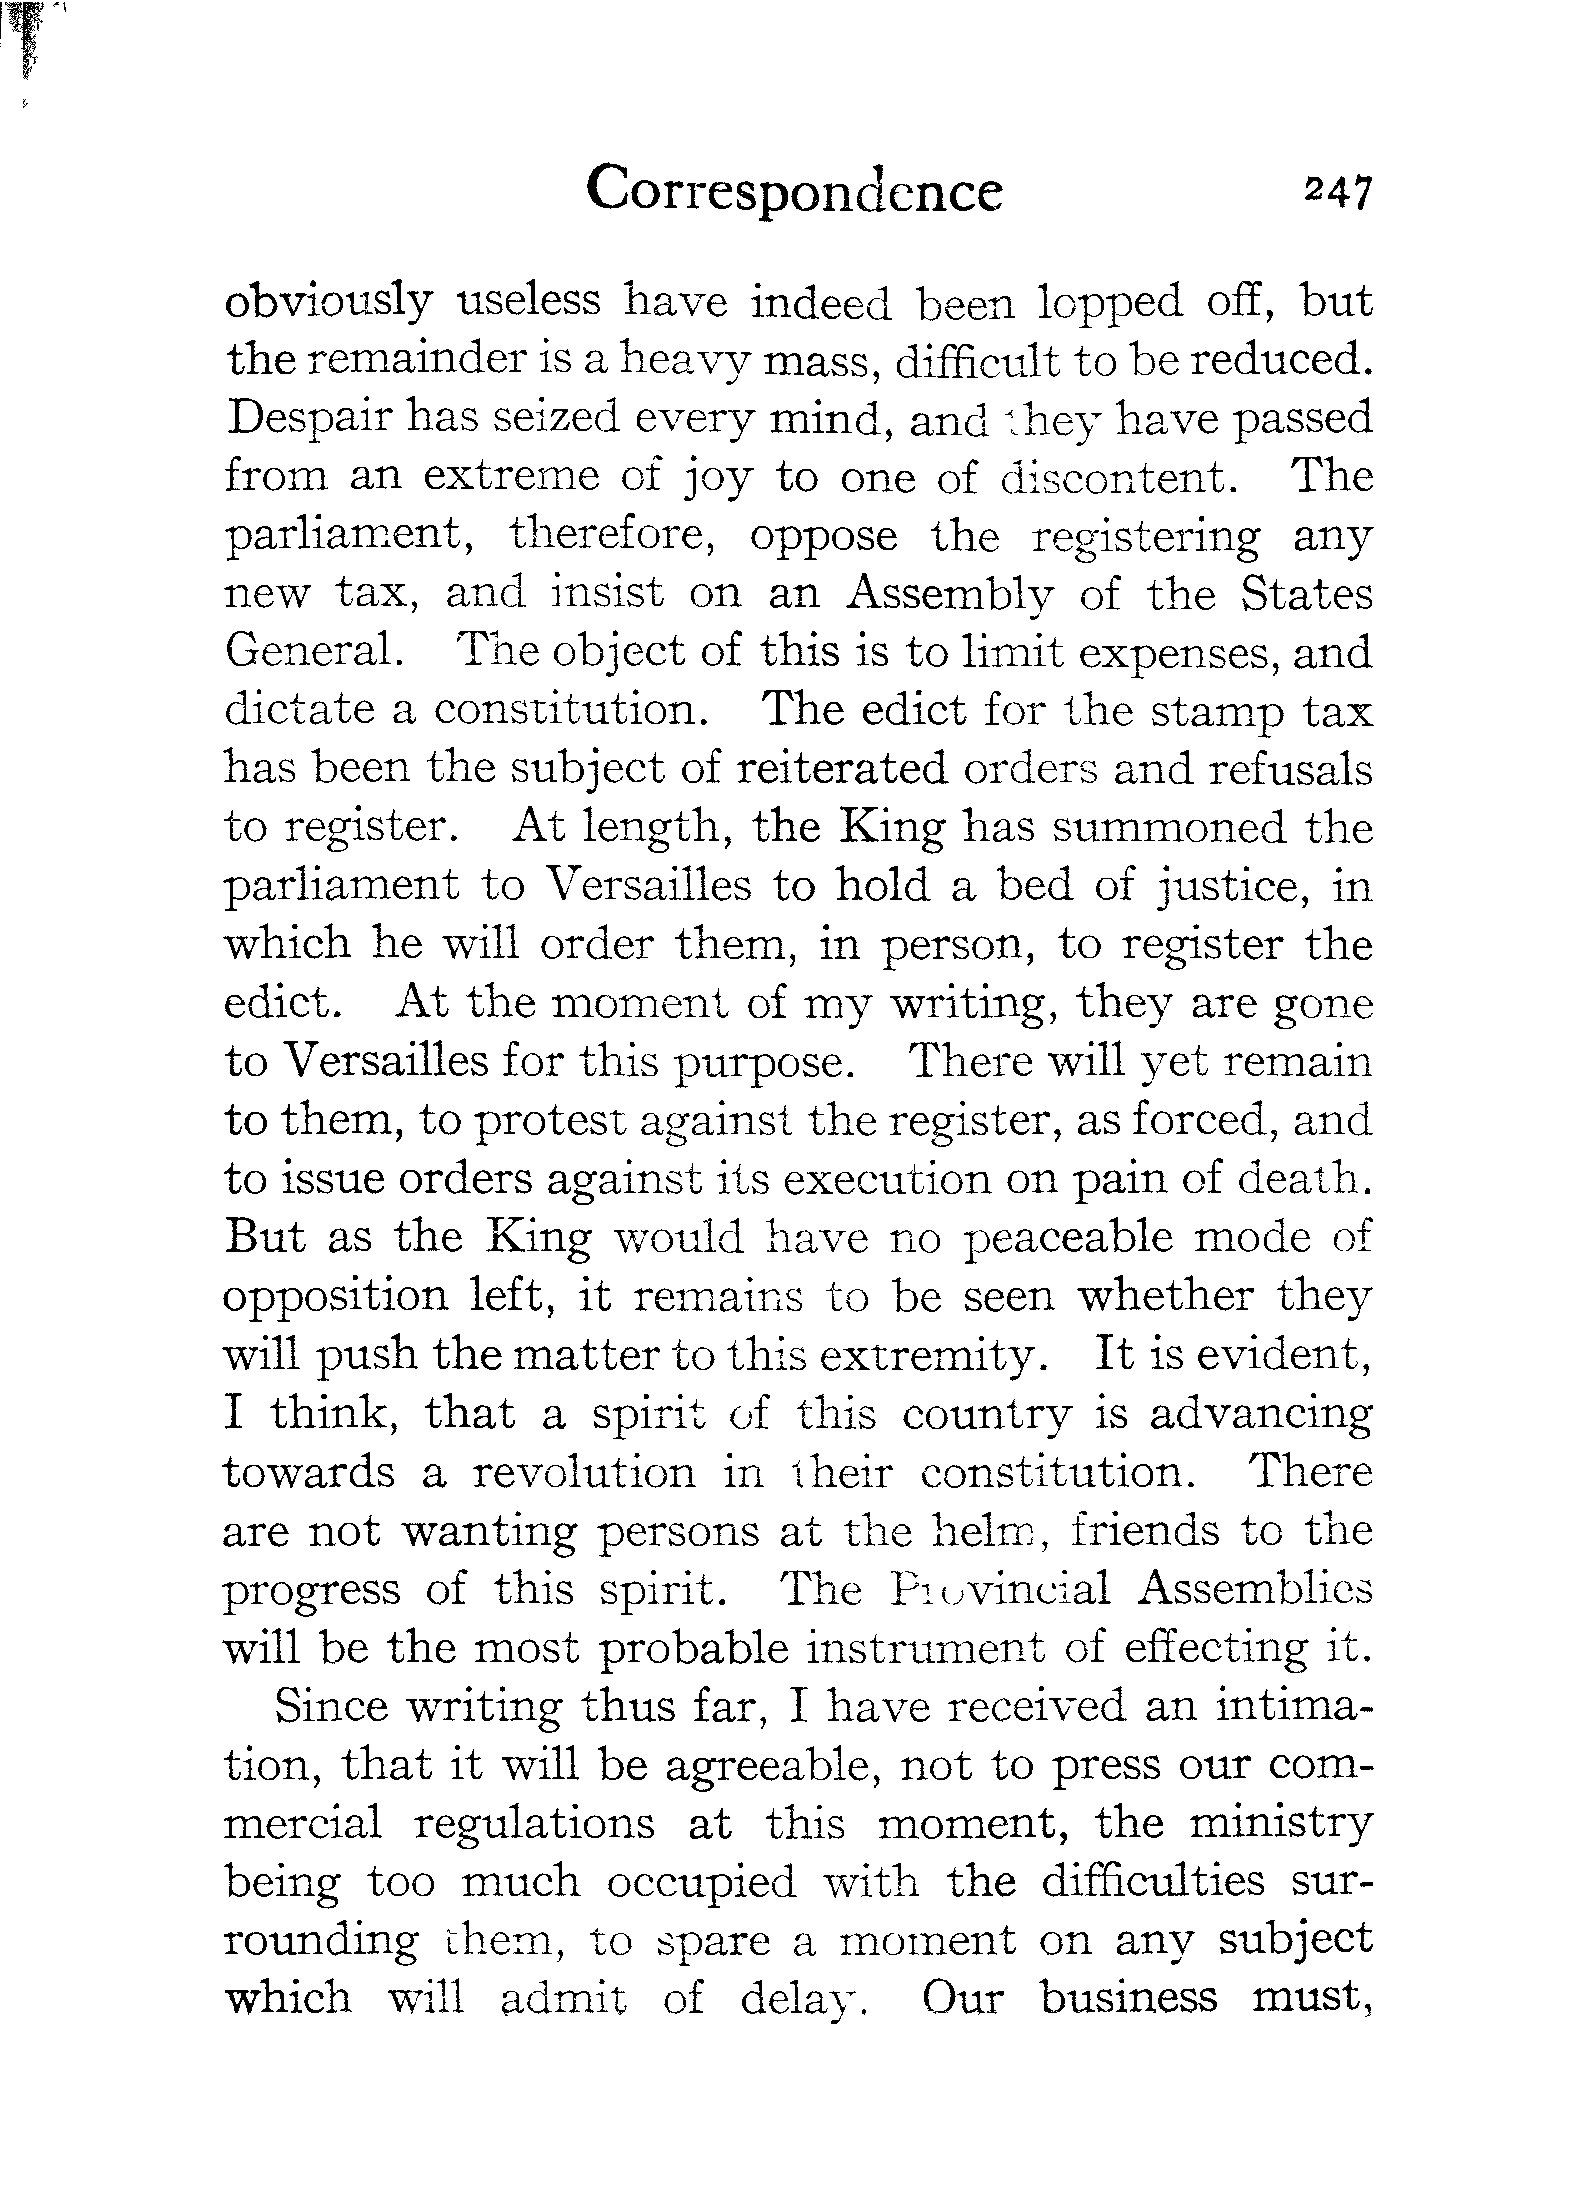 Correspondence 247
obviously useless have indeed been lopped off, but
the remainder is a heavy mass, difficult to be reduced.
Despair has seized every mind, and they have passed
from an extreme of joy to one of discontent. The
parliament, therefore, oppose the registering any
new tax, and insist on an Assembly of the States
General. The object of this is to limit expenses, and
dictate a constitution. The edict for the stamp tax
has been the subject of reiterated orders and refusals
to register. At length, the King has summoned the
parliament to Versailles to hold a bed of justice, in
which he will order them, in person, to register the
edict. At the moment of my writing, they are gone
to Versailles for this purpose. There will yet remain
to them, to protest against the register, as forced, and
to issue orders against its execution on pain of death.
But as the King would have no peaceable mode of
opposition left, it remains to be seen whether they
will push the matter to this extremity. It is evident,
I think, that a spirit of this country is advancing
towards a revolution in their constitution. There
are not wanting persons at the helm, friends to the
progress of this spirit. The Provincial Assemblies
will be the most probable instrument of effecting it.
Since writing thus far, I have received an intima-
tion, that it will be agreeable, not to press our com-
mercial regulations at this moment, the ministry
being too much occupied with the difficulties sur-
rounding them, to spare a moment on any subject
which will admit of delay. Our business must,